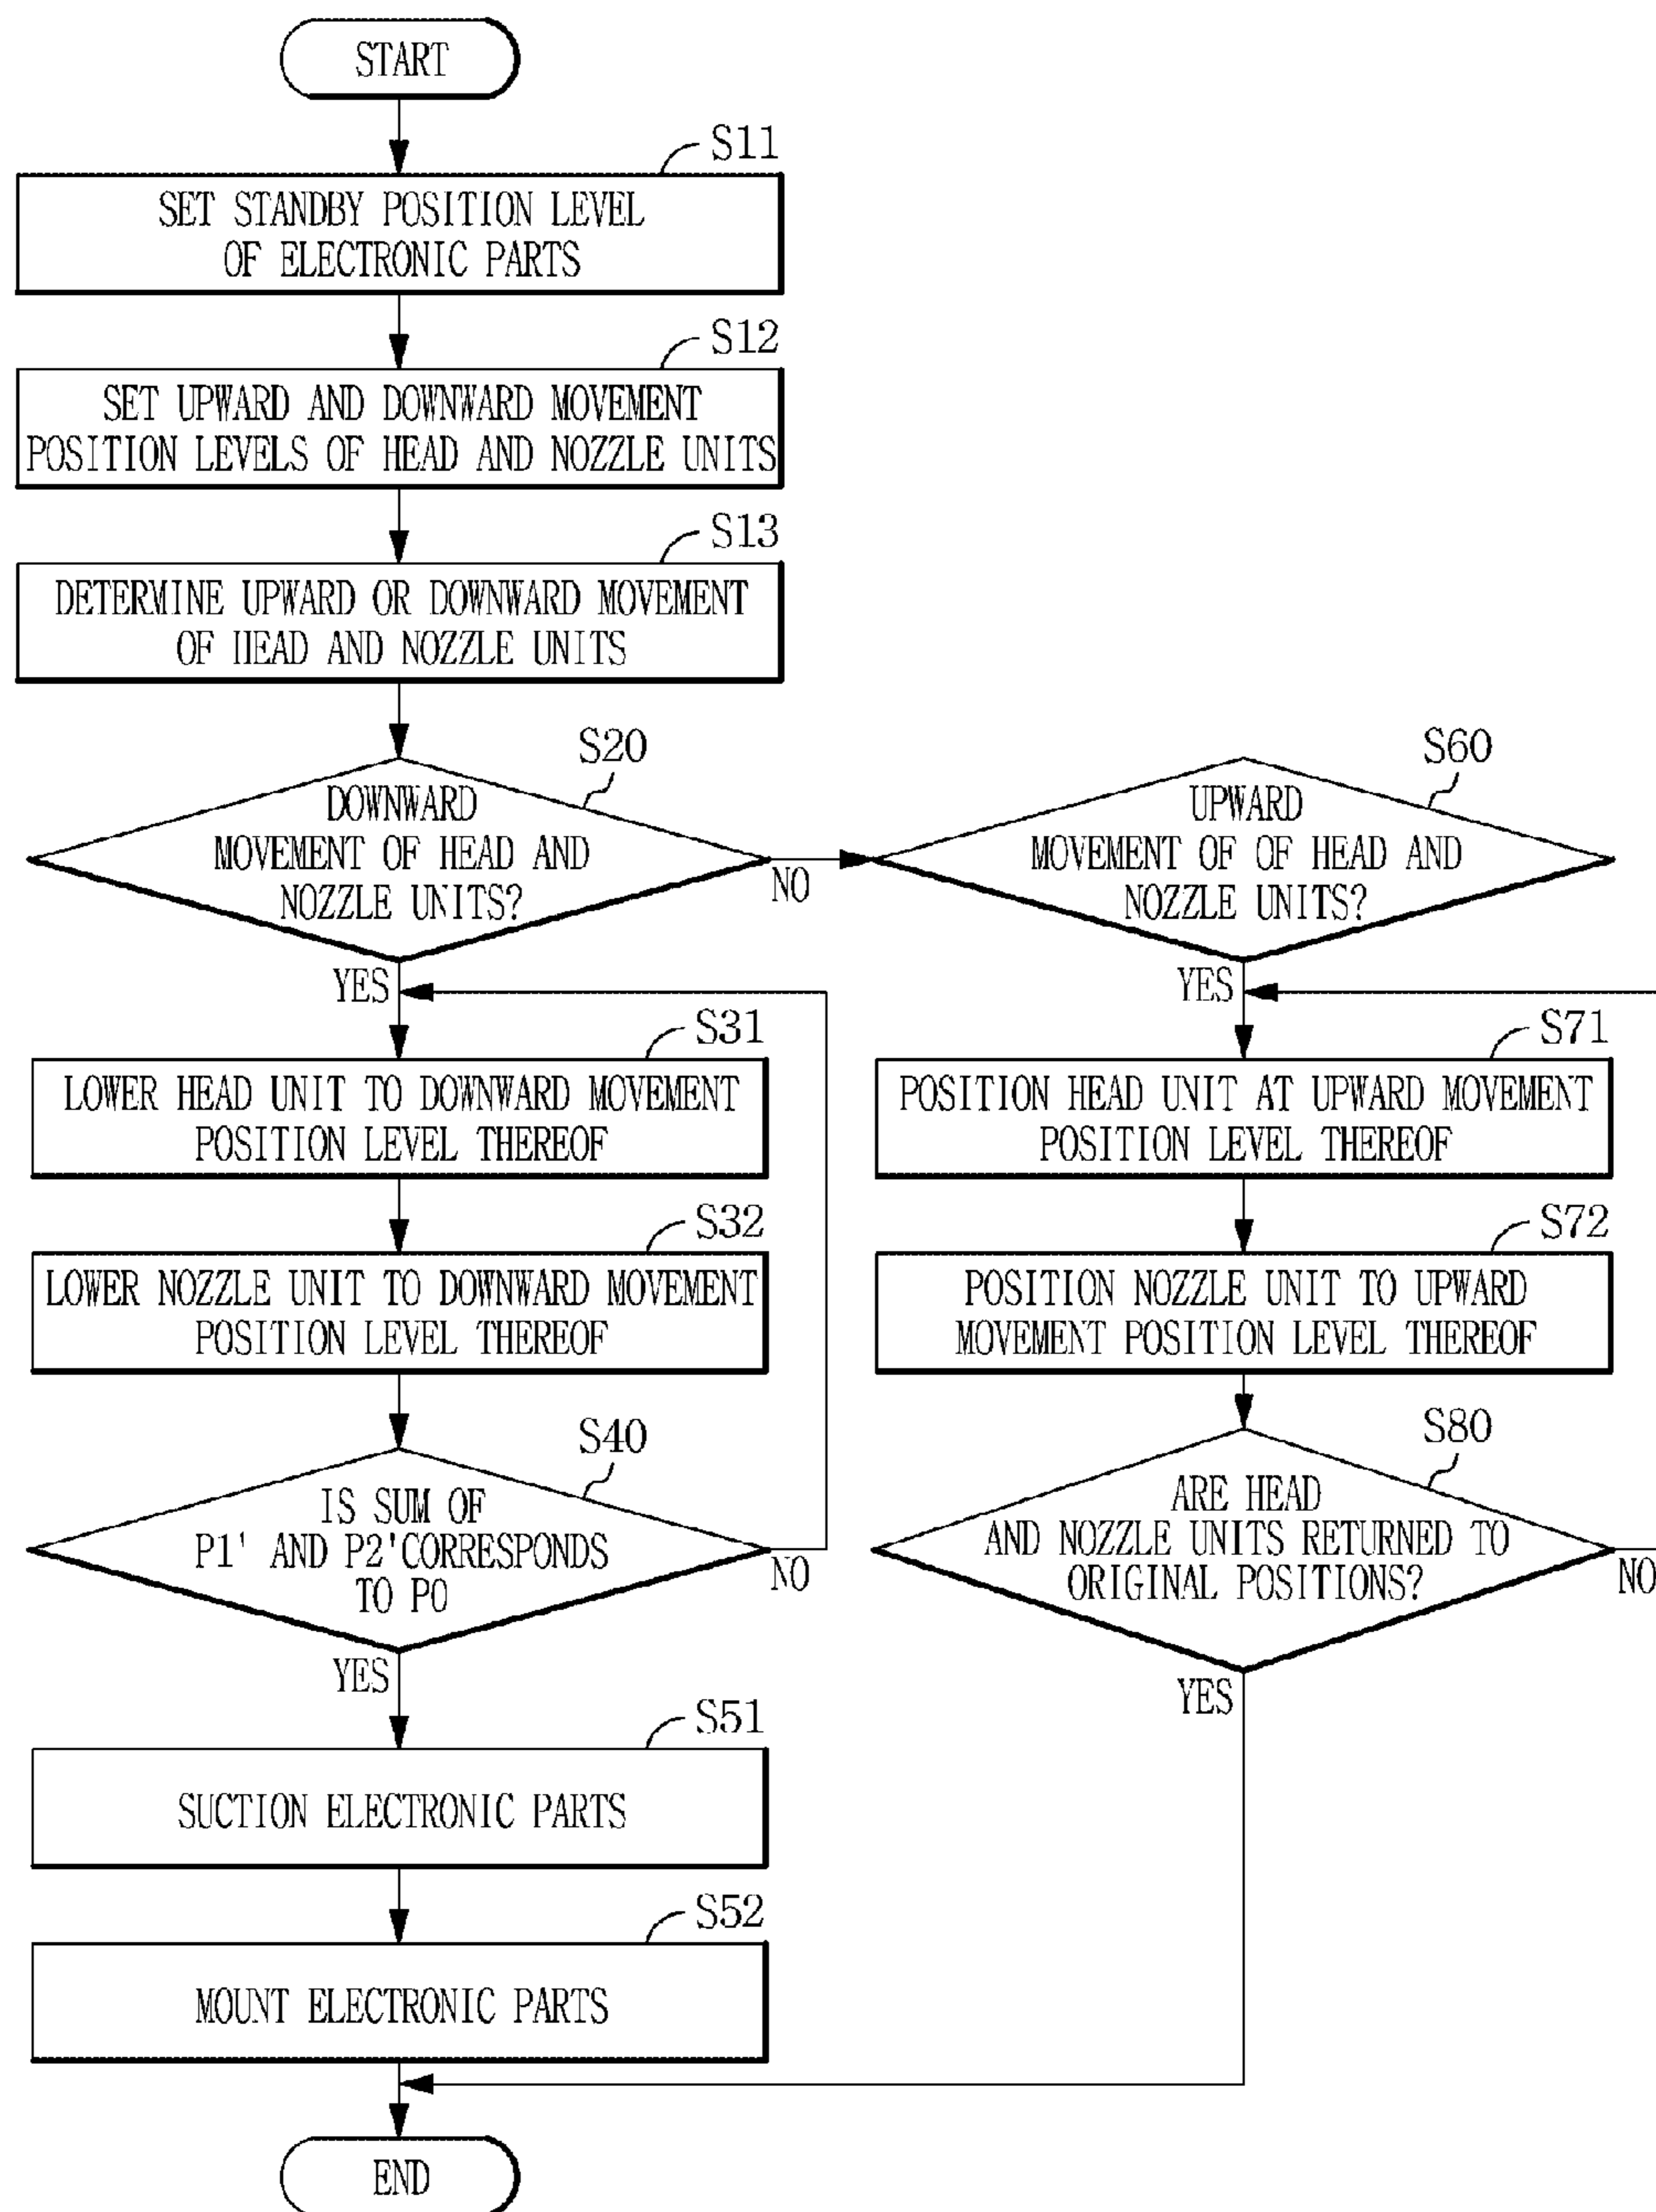 START
S11
SET STANDBY POSITION LEVEL
OF ELECTRONIC PARTS
S12
SET UPWARD AND DOWNWARD MOVEMENT
POSITION LEVELS OF HEAD AND NOZZLE UNITS
S13
DETERMINE UPWARD OR DOWNWARD MOVEMENT
OF HEAD AND NOZZLE UNITS
S20
DOWNWARD
MOVEMENT OF HEAD AND
NOZZLE UNITS?
NO
YES
S31
LOWER HEAD UNIT TO DOWNWARD MOVEMENT
POSITION LEVEL THEREOF
S32
LOWER NOZZLE UNIT TO DOWNWARD MOVEMENT
POSITION LEVEL THEREOF
S40
IS SUM OF
P1' AND P2'CORRESPONDS
TO P0
NO
YES
S51
SUCTION ELECTRONIC PARTS
S52
MOUNT ELECTRONIC PARTS
S60
UPWARD
MOVEMENT OF OF HEAD AND
NOZZLE UNITS?
YES
S71
POSITION HEAD UNIT AT UPWARD MOVEMENT
POSITION LEVEL THEREOF
S72
POSITION NOZZLE UNIT TO UPWARD
MOVEMENT POSITION LEVEL THEREOF
S80
ARE HEAD
AND NOZZLE UNITS RETURNED TO
ORIGINAL POSITIONS?
NO
YES
END